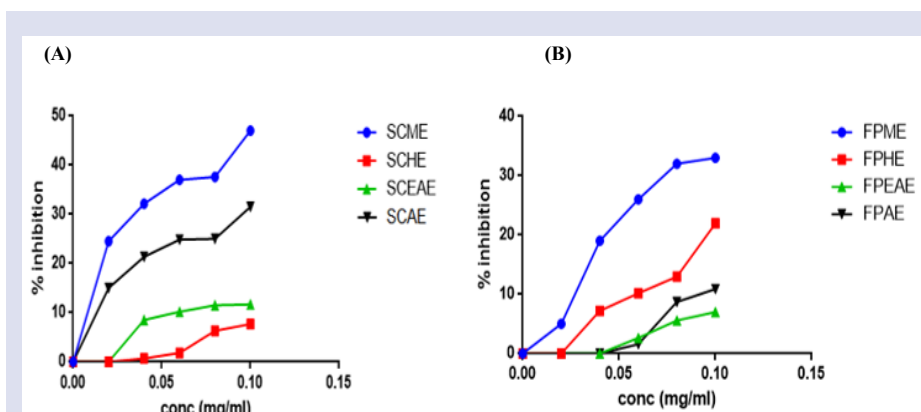 (A)
50
40
30
20
10
0
% inhibition
0.00
0.05
0.10
0.15
conc (mg/ml)
SCME
SCHE
SCEAE
SCAE
(B)
40
30
20
10
0
% inhibition
0.00
0.05
0.10
0.15
conc (mg/ml)
FPME
FPHE
FPEAE
FPAE